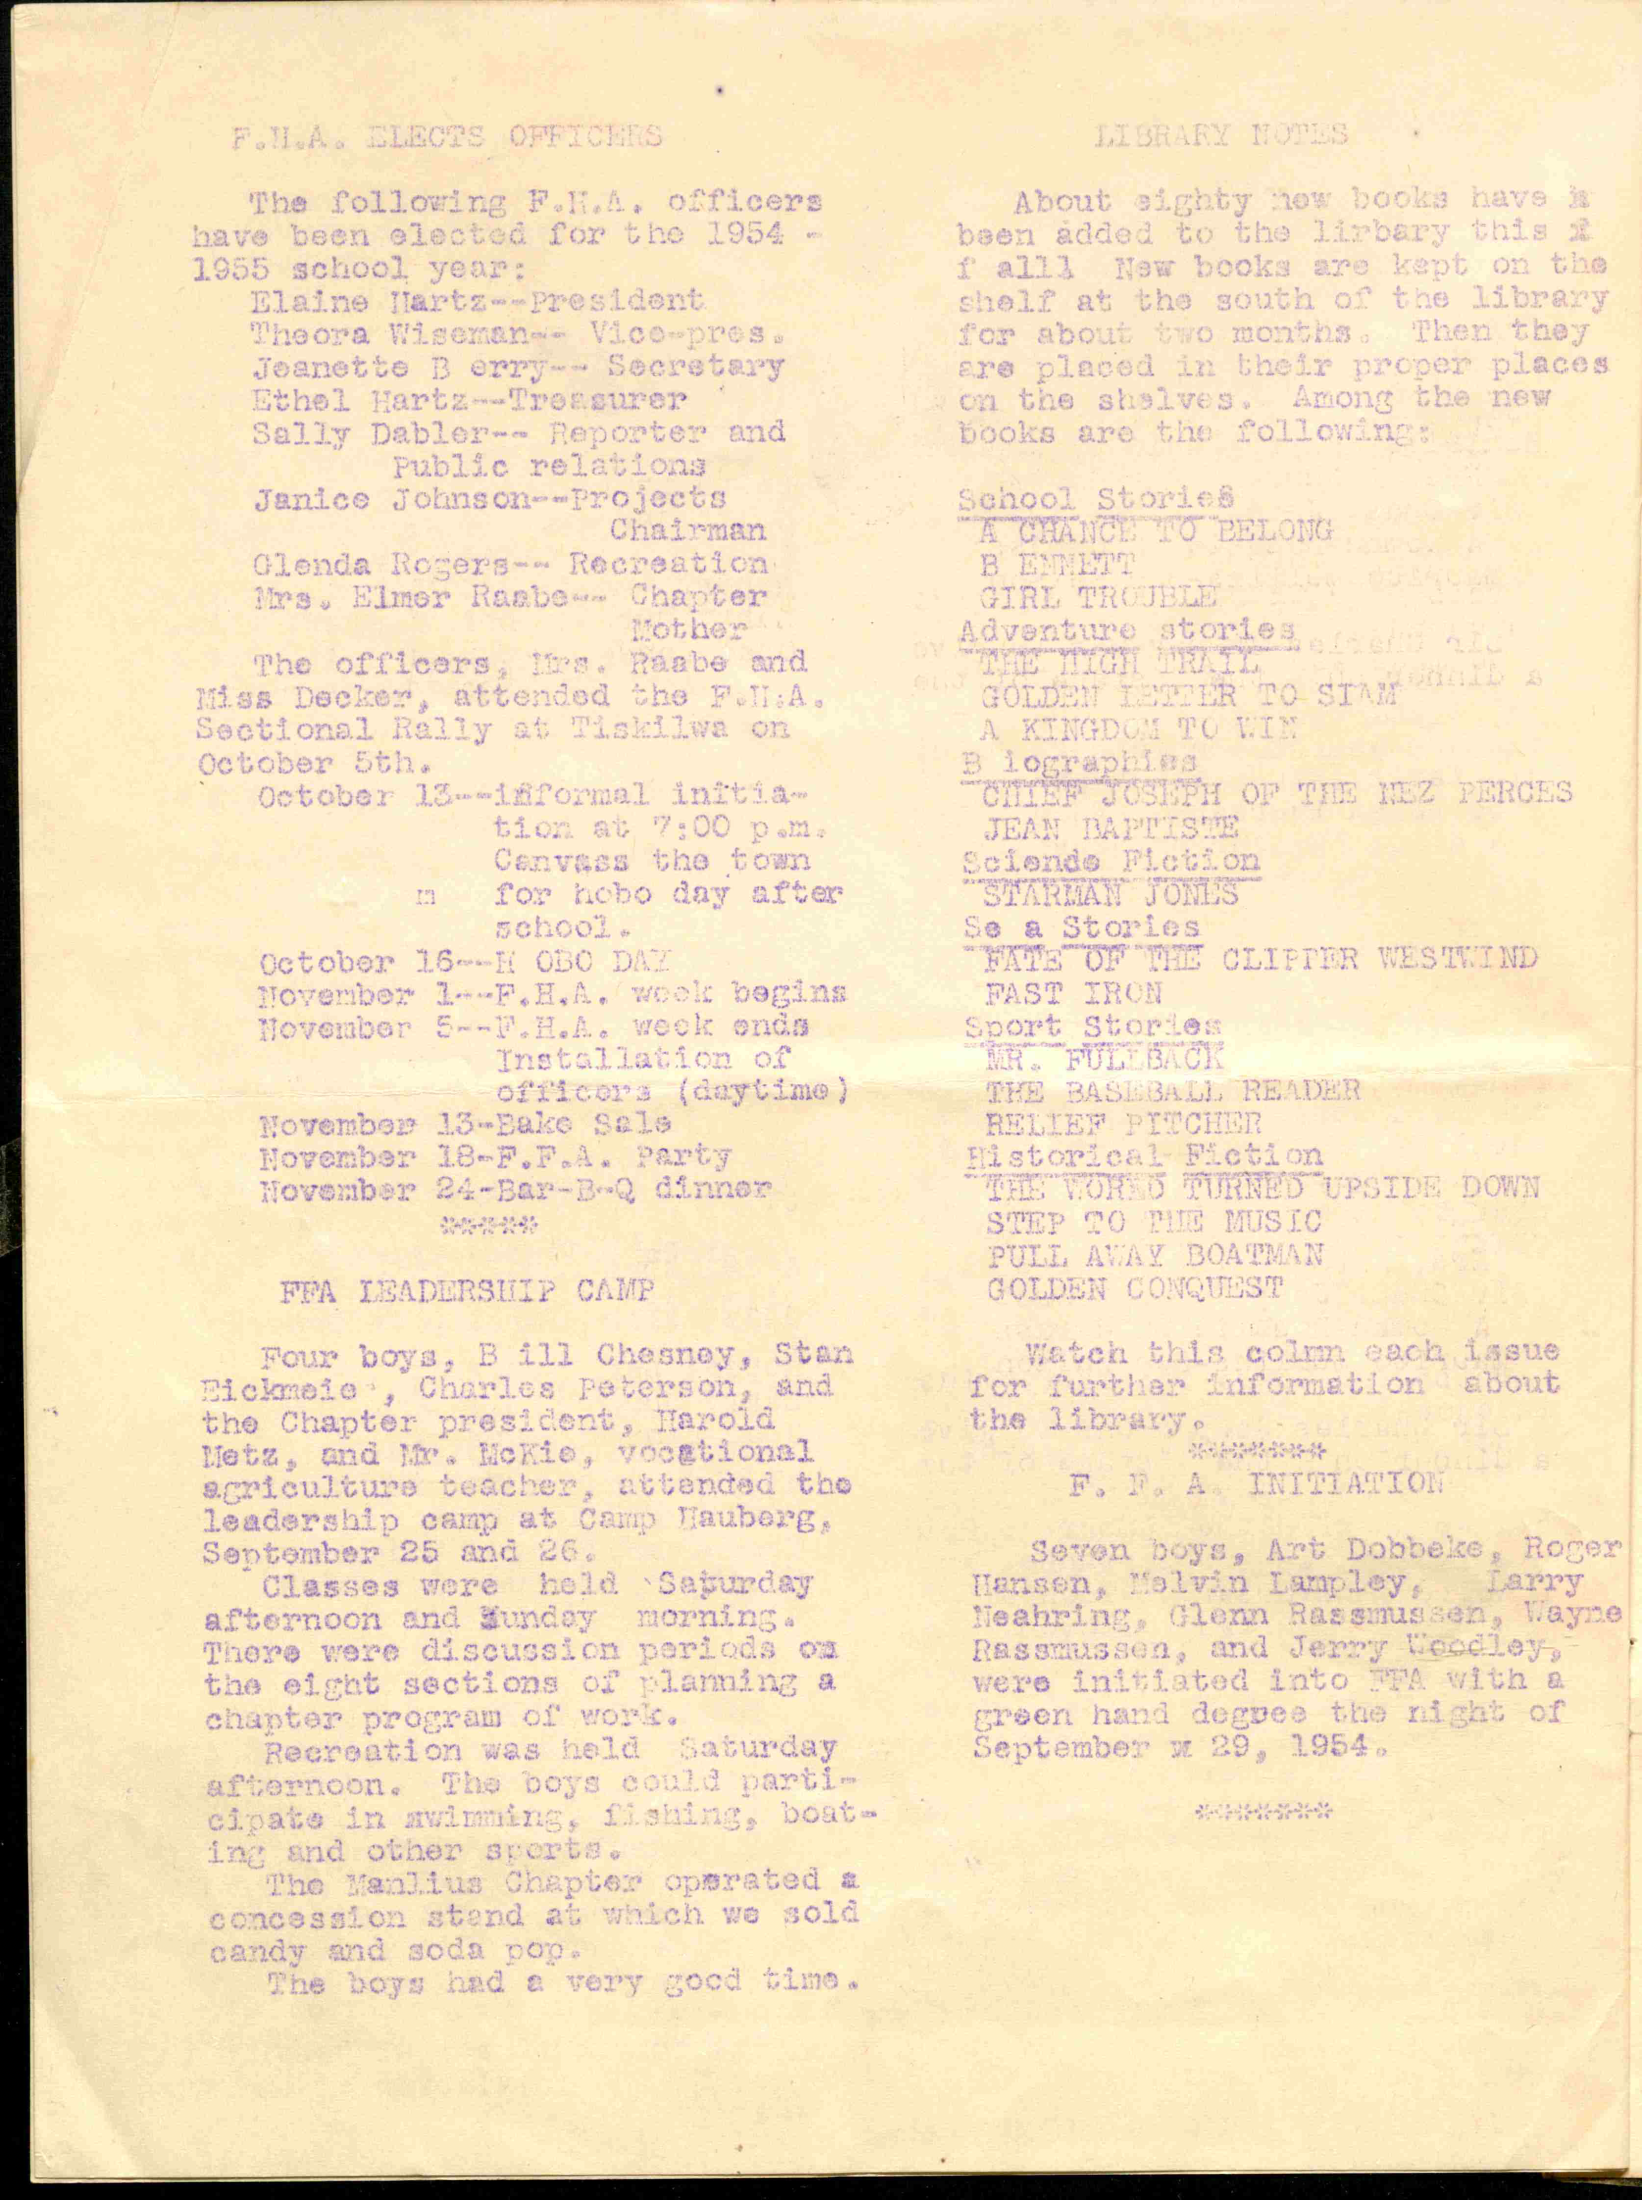 F.H.A. ELECTS OFFICERS
The following F.H.A. officers
have been elected for the 1954 -
1955 school year:
Elaine Hartz--President
Theora Wiseman-- Vice-pres.
Jeanette B erry-- Secretary
Ethel Hartz--Treasurer
Sally Dabler-- Reporter and
Public relations
Janice Johnson--Projects
Chairman
Glenda Rogers-- Recreation
Mrs. Elmer Raabe-- Chapter
Mother
The officers, Mrs. Raabe and
Miss Decker, attended the F.H.A.
Sectional Rally at Tiskilwa on
October 5th.
October 13--informal initia-
tion at 7:00 p.m.
Canvass the town
m for hobo day after
school.
October 16--H OBO DAY
November 1--F.H.A. week begins
November 5--F.H.A. week ends
Installation of
officers (daytime)
November 13-Bake Sale
November 18-F.F.A. Party
November 24-Bar-B-Q dinner
*****
FFA LEADERSHIP CAMP
Four boys, B ill Chesney, Stan
Eickmeie , Charles Peterson, and
the Chapter president, Harold
Metz, and Mr. McKie, vocational
agriculture teacher, attended the
leadership camp at Camp Hauberg,
September 25 and 26.
Classes were held Saturday
afternoon and Sunday morning.
There were discussion periods on
the eight sections of planning a
chapter program of work.
Recreation was held Saturday
afternoon. The boys could parti-
cipate in swimming, fishing, boat-
ing and other sports.
The Manlius Chapter operated a
concession stand at which we sold
candy and soda pop.
The boys had a very good time.
LIBRARY NOTES
About eighty new books have
been added to the lirbary this
f alll New books are kept on the
shelf at the south of the library
for about two months. Then they
are placed in their proper places
on the shelves. Among the new
books are the following:
School Stories
A CHANCE TO BELONG
B ENNETT
GIRL TROUBLE
Adventure stories
THE HIGH TRAIL
GOLDEN LETTER TO SIAM
A KINGDOM TO WIN
B iographies
CHIEF JOSEPH OF THE NEZ PERCES
JEAN BAPTISTE
Sciende Fiction
STARMAN JONES
Se a Stories
FATE OF THE CLIPPER WESTWIND
FAST IRON
Sport Stories
MR. FULLBACK
THE BASEBALL READER
RELIEF PITCHER
Historical Fiction
THE WORLD TURNED UPSIDE DOWN
STEP TO THE MUSIC
PULL AWAY BOATMAN
GOLDEN CONQUEST
Watch this colmn each issue
for further information about
the library.
*******
F. F. A. INITIATION
Seven boys, Art Dobbeke, Roger
Hansen, Melvin Lampley, Larry
Neahring, Glenn Rassmussen, Wayne
Rassmussen, and Jerry Woodley,
were initiated into FFA with a
green hand degree the night of
September 29, 1954.
*******